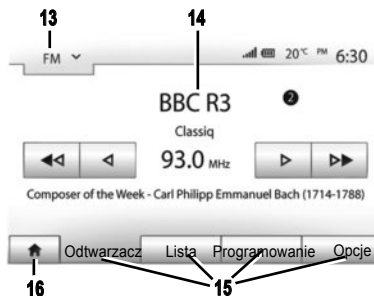 13
14
FM
20°C PM 6:30
BBC R3
2
Classiq
93.0 MHz
Composer of the Week - Carl Philipp Emmanuel Bach (1714-1788)
Odtwarzacz Lista Programowanie Opcje
16
15